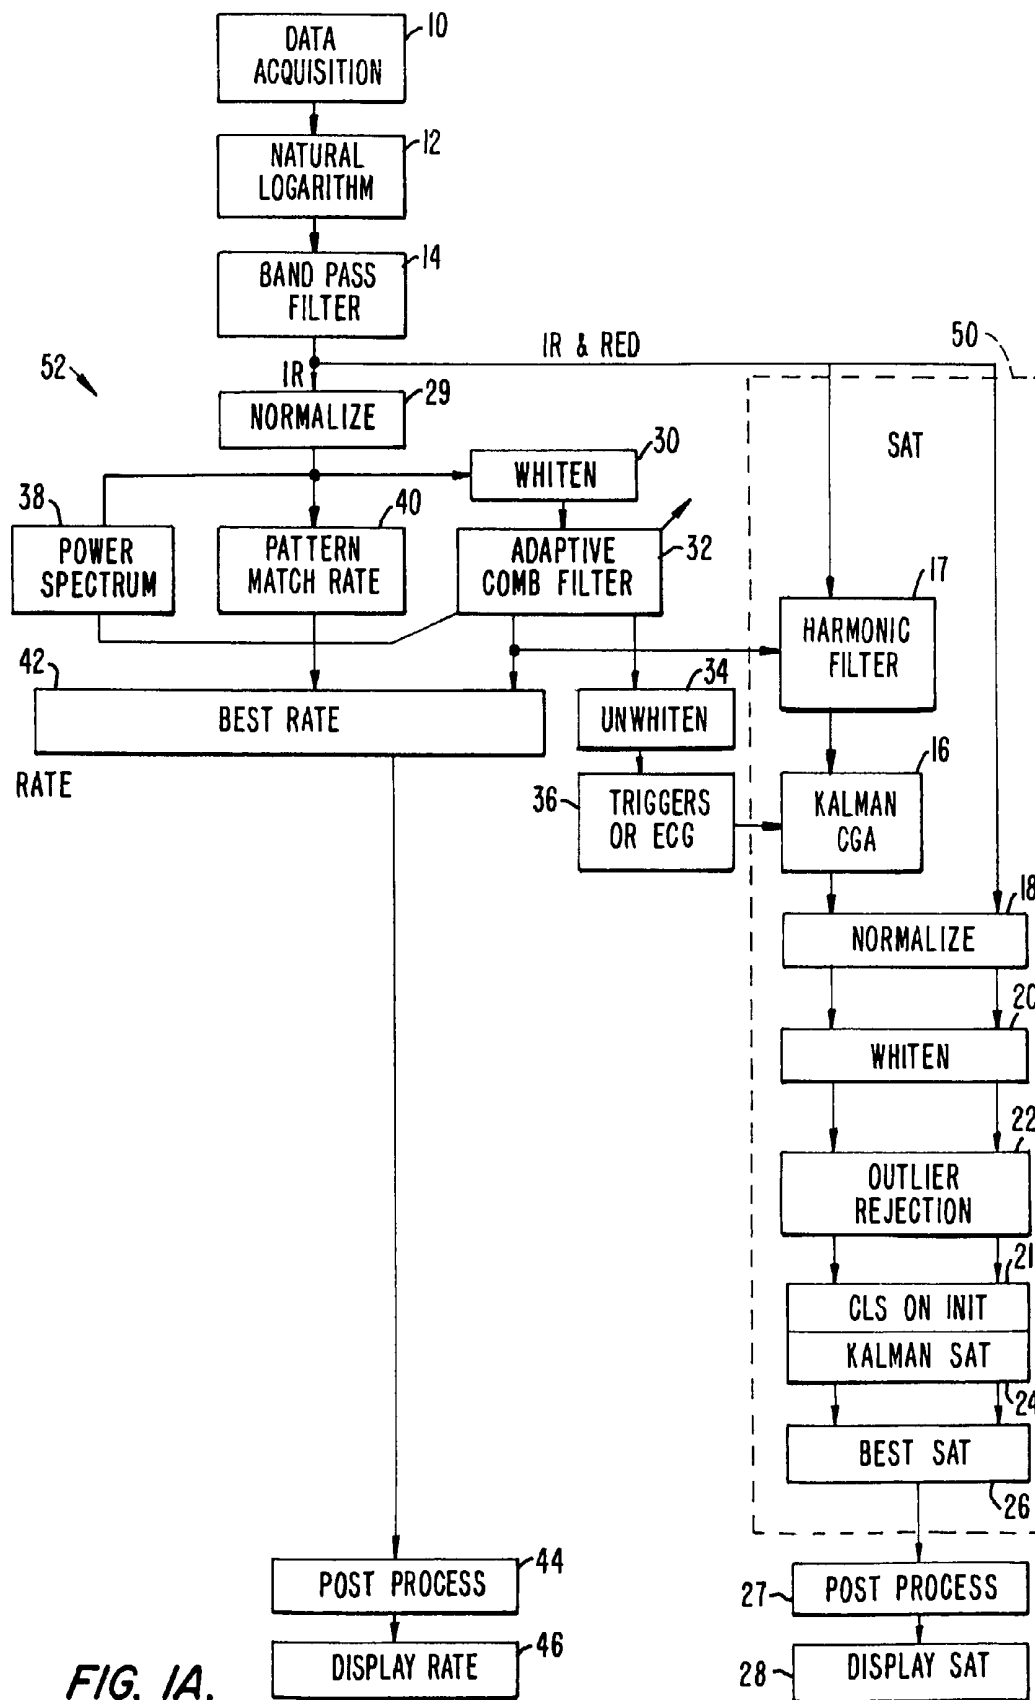 10
DATA
ACQUISITION
12
NATURAL
LOGARITHM
14
BAND PASS
FILTER
IR & RED
50
52
IR
29
NORMALIZE
SAT
30
WHITEN
38
POWER
SPECTRUM
40
PATTERN
MATCH RATE
ADAPTIVE
COMB FILTER
32
17
HARMONIC
FILTER
42
BEST RATE
34
UNWHITEN
RATE
36
TRIGGERS
OR ECG
16
KALMAN
CGA
18
NORMALIZE
20
WHITEN
22
OUTLIER
REJECTION
21
CLS ON INIT
KALMAN SAT
24
BEST SAT
26
44
POST PROCESS
27
POST PROCESS
46
DISPLAY RATE
28
DISPLAY SAT
FIG. 1A.